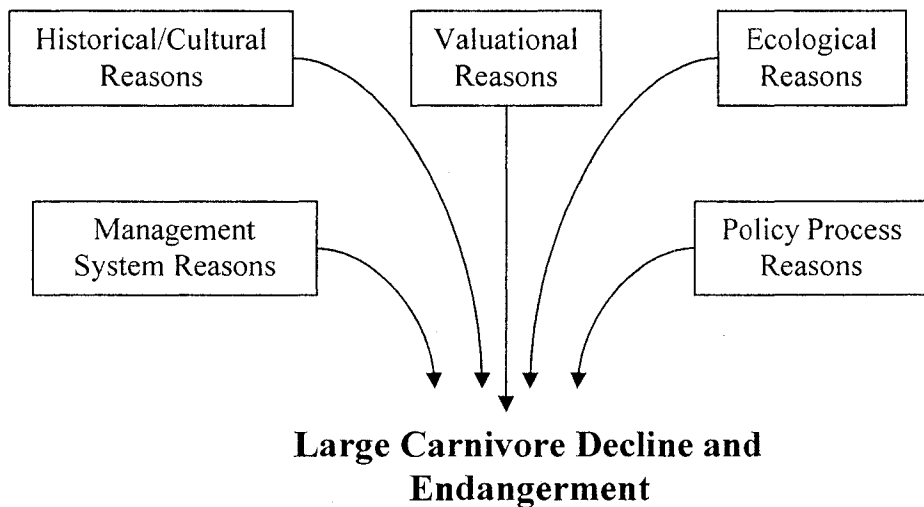 Historical/Cultural
Reasons
Valuational
Reasons
Ecological
Reasons
Management
System Reasons
Policy Process
Reasons
Large Carnivore Decline and
Endangerment